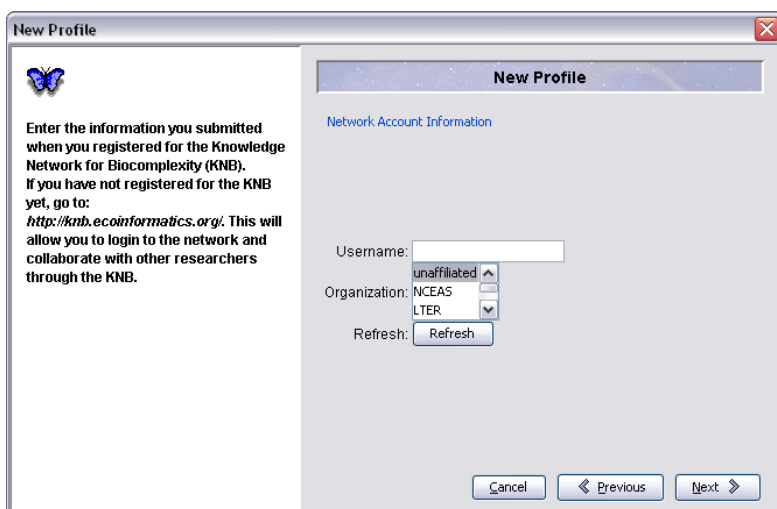 New Profile
Enter the information you submitted
when you registered for the Knowledge
Network for Biocomplexity (KNB).
If you have not registered for the KNB
yet, go to:
http://knb.ecoinformatics.org/. This will
allow you to login to the network and
collaborate with other researchers
through the KNB.
New Profile
Network Account Information
Username:
Organization:
unaffiliated
NCEAS
LTER
Refresh:
Refresh
Cancel
Previous
Next